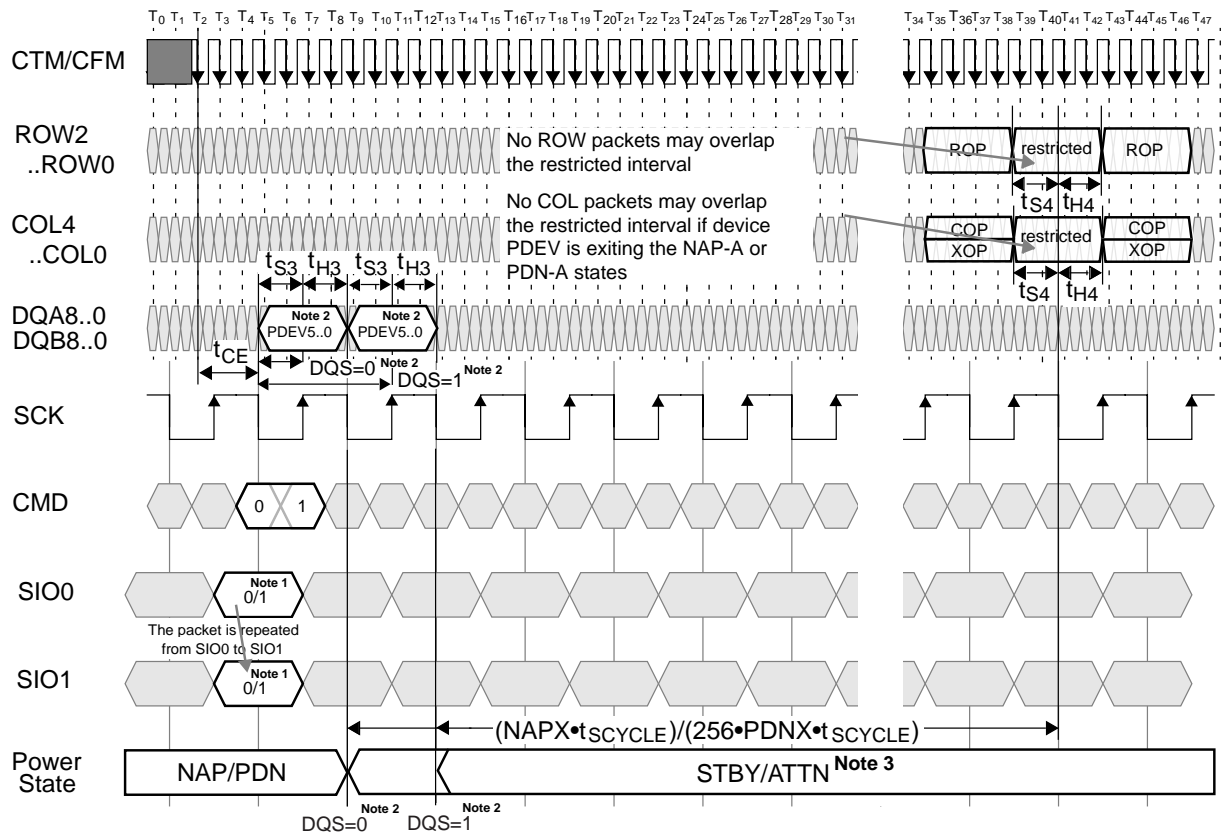 T0 T1 T2 T3 T4 T5 T6 T7 T8 T9 T10 T11 T12 T13 T14 T15 T16 T17 T18 T19 T20 T21 T22 T23 T24 T25 T26 T27 T28 T29 T30 T31 T34 T35 T36 T37 T38 T39 T40 T41 T42 T43 T44 T45 T46 T47
CTM/CFM
ROW2
..ROW0
No ROW packets may overlap
the restricted interval
ROP restricted ROP
tS4 tH4
COL4
..COL0
No COL packets may overlap
the restricted interval if device
PDEV is exiting the NAP-A or
PDN-A states
COP restricted COP
XOP XOP
tS4 tH4
tS3 tH3 tS3 tH3
DQA8..0
DQB8..0
Note 2 Note 2
PDEV5..0 PDEV5..0
tCE
DQS=0 Note 2
DQS=1 Note 2
SCK
CMD
0 1
SIO0
Note 1
0/1
The packet is repeated
from SIO0 to SIO1
SIO1
Note 1
0/1
(NAPX•tSCYCLE)/(256•PDNX•tSCYCLE)
Power
State
NAP/PDN
STBY/ATTN Note 3
DQS=0 Note 2
DQS=1 Note 2